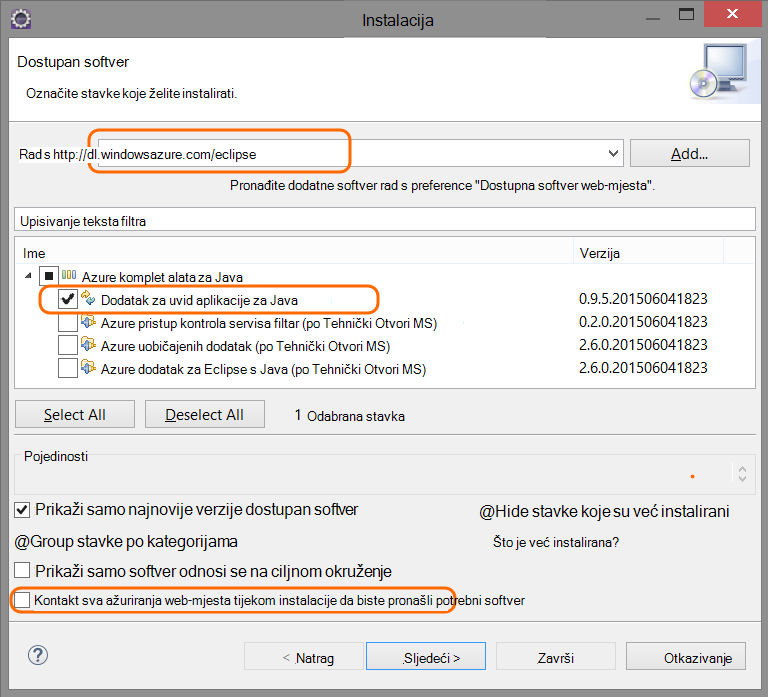 Instalacija
Dostupan softver
Označite stavke koje želite instalirati.
Rad s http://dl.windowsazure.com/eclipse
Add...
Pronađite dodatne softver rad s preference "Dostupna softver web-mjesta".
Upisivanje teksta filtra
Ime Verzija
Azure komplet alata za Java
Dodatak za uvid aplikacije za Java 0.9.5.201506041823
Azure pristup kontrola servisa filtar (po Tehnički Otvori MS) 0.2.0.201506041823
Azure uobičajenih dodatak (po Tehnički Otvori MS) 2.6.0.201506041823
Azure dodatak za Eclipse s Java (po Tehnički Otvori MS) 2.6.0.201506041823
Select All Deselect All 1 Odabrana stavka
Pojedinosti
Prikaži samo najnovije verzije dostupan softver @Hide stavke koje su već instalirani
@Group stavke po kategorijama Što je već instalirana?
Prikaži samo softver odnosi se na ciljnom okruženje
Kontakt sva ažuriranja web-mjesta tijekom instalacije da biste pronašli potrebni softver
? < Natrag Sljedeći > Završi Otkazivanje